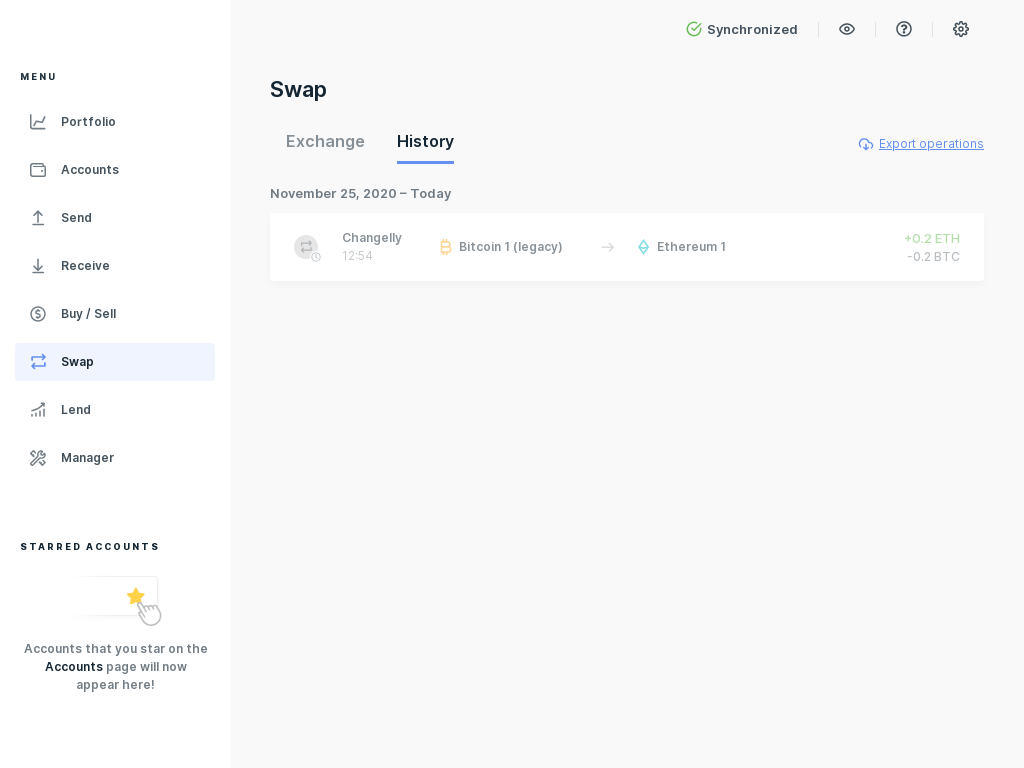 Synchronized
MENU
Portfolio
Accounts
Send
Receive
Buy / Sell
Swap
Lend
Manager
STARRED ACCOUNTS
Accounts that you star on the
Accounts page will now
appear here!
Swap
Exchange
History
Export operations
November 25, 2020 – Today
Changelly
12:54
Bitcoin 1 (legacy)
Ethereum 1
+0.2 ETH
-0.2 BTC